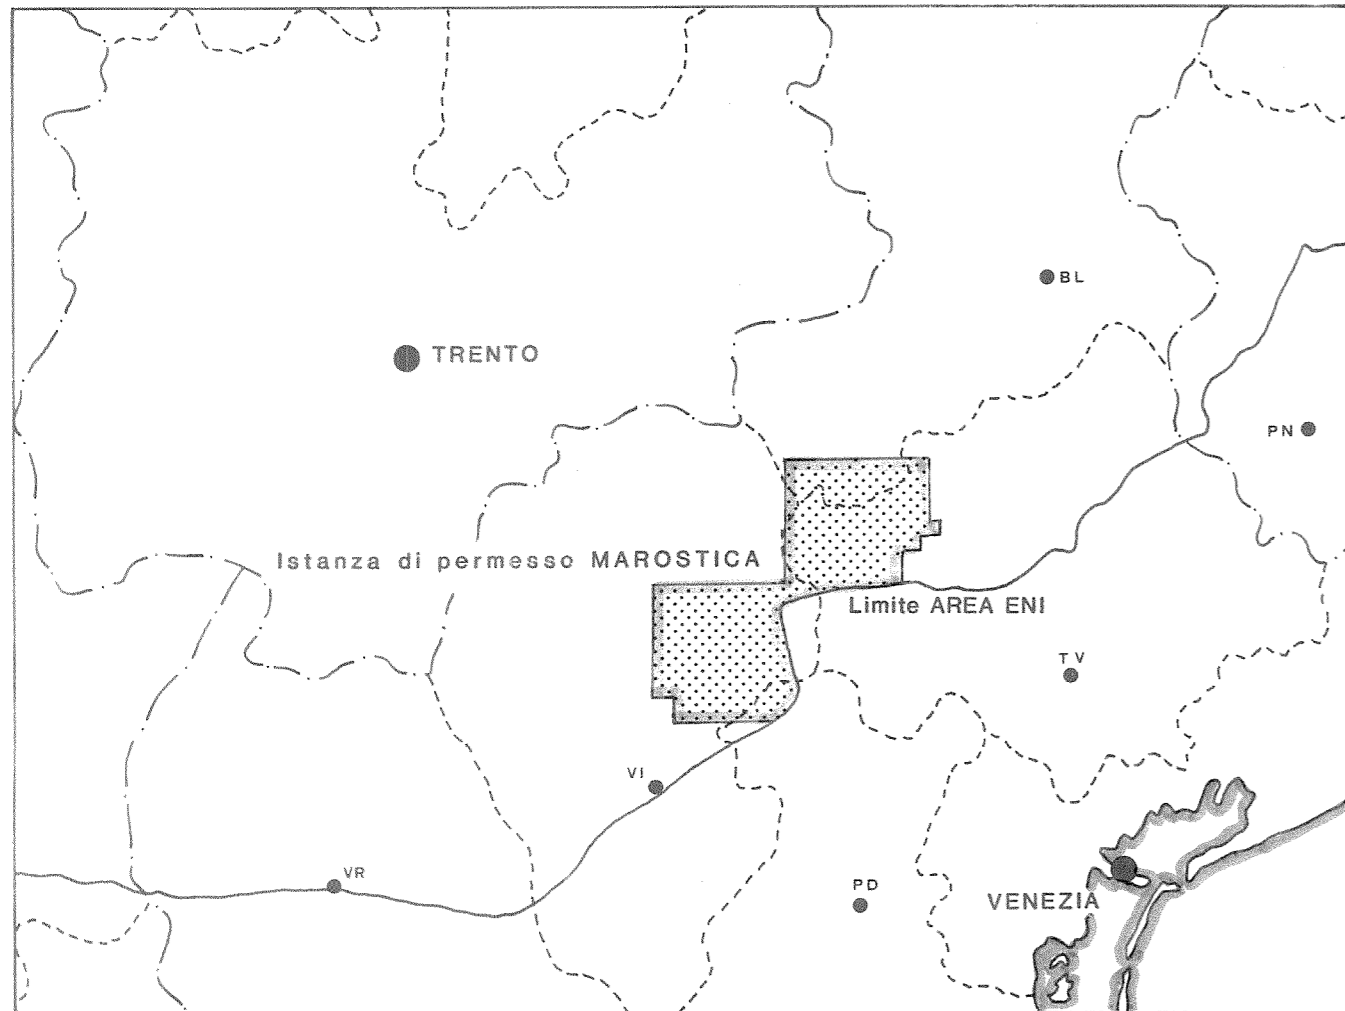 BL
TRENTO
PN
Istanza di permesso MAROSTICA
Limite AREA ENI
TV
VI
VR
PD
VENEZIA